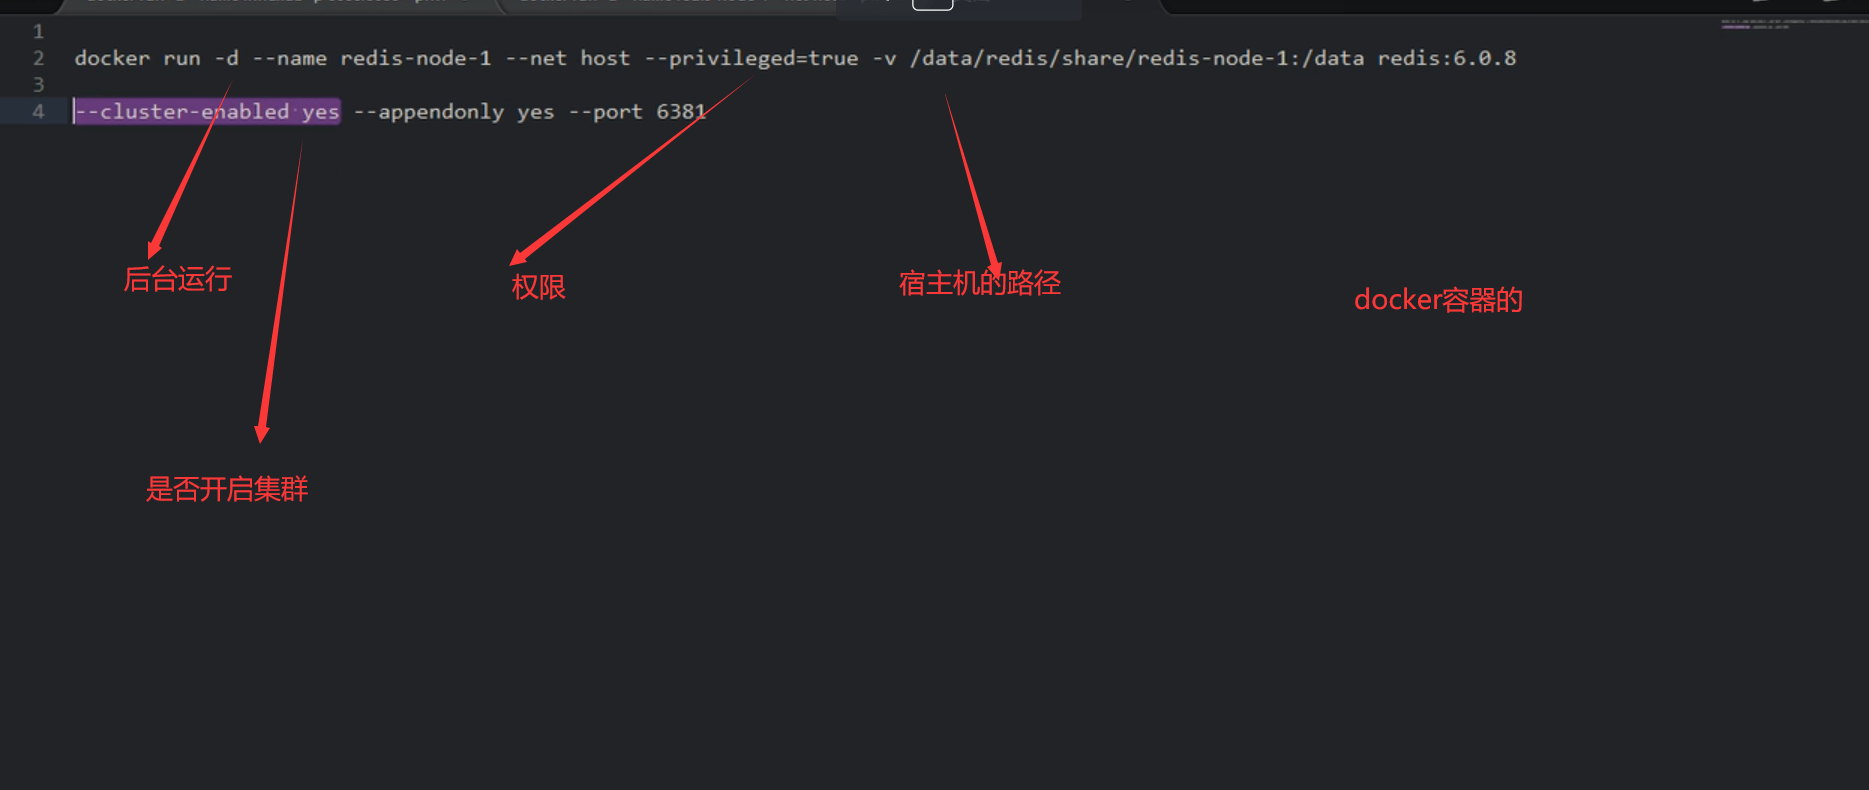 1
2 docker run -d --name redis-node-1 --net host --privileged=true -v /data/redis/share/redis-node-1:/data redis:6.0.8
3
4 --cluster-enabled yes --appendonly yes --port 6381
后台运行
权限
宿主机的路径
docker容器的
是否开启集群